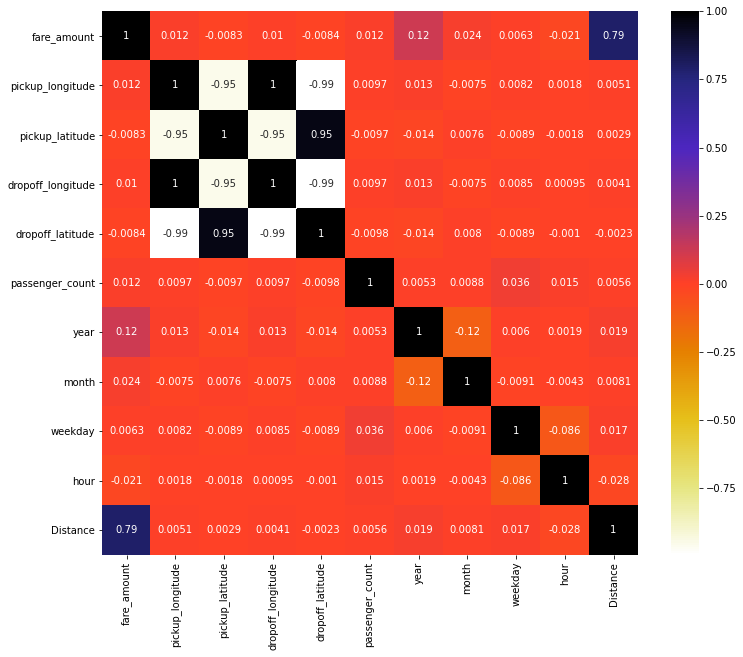 fare_amount 1 0.012 -0.0083 0.01 -0.0084 0.012 0.12 0.024 0.0063 -0.021 0.79
pickup_longitude 0.012 1 -0.95 1 -0.99 0.0097 0.013 -0.0075 0.0082 0.0018 0.0051
pickup_latitude -0.0083 -0.95 1 -0.95 0.95 -0.0097 -0.014 0.0076 -0.0089 -0.0018 0.0029
dropoff_longitude 0.01 1 -0.95 1 -0.99 0.0097 0.013 -0.0075 0.0085 0.00095 0.0041
dropoff_latitude -0.0084 -0.99 0.95 -0.99 1 -0.0098 -0.014 0.008 -0.0089 -0.001 -0.0023
passenger_count 0.012 0.0097 -0.0097 0.0097 -0.0098 1 0.0053 0.0088 0.036 0.015 0.0056
year 0.12 0.013 -0.014 0.013 -0.014 0.0053 1 -0.12 0.006 0.0019 0.019
month 0.024 -0.0075 0.0076 -0.0075 0.008 0.0088 -0.12 1 -0.0091 -0.0043 0.0081
weekday 0.0063 0.0082 -0.0089 0.0085 -0.0089 0.036 0.006 -0.0091 1 -0.086 0.017
hour -0.021 0.0018 -0.0018 0.00095 -0.001 0.015 0.0019 -0.0043 -0.086 1 -0.028
Distance 0.79 0.0051 0.0029 0.0041 -0.0023 0.0056 0.019 0.0081 0.017 -0.028 1
fare_amount
pickup_longitude
pickup_latitude
dropoff_longitude
dropoff_latitude
passenger_count
year
month
weekday
hour
Distance
1.00
0.75
0.50
0.25
0.00
−0.25
−0.50
−0.75